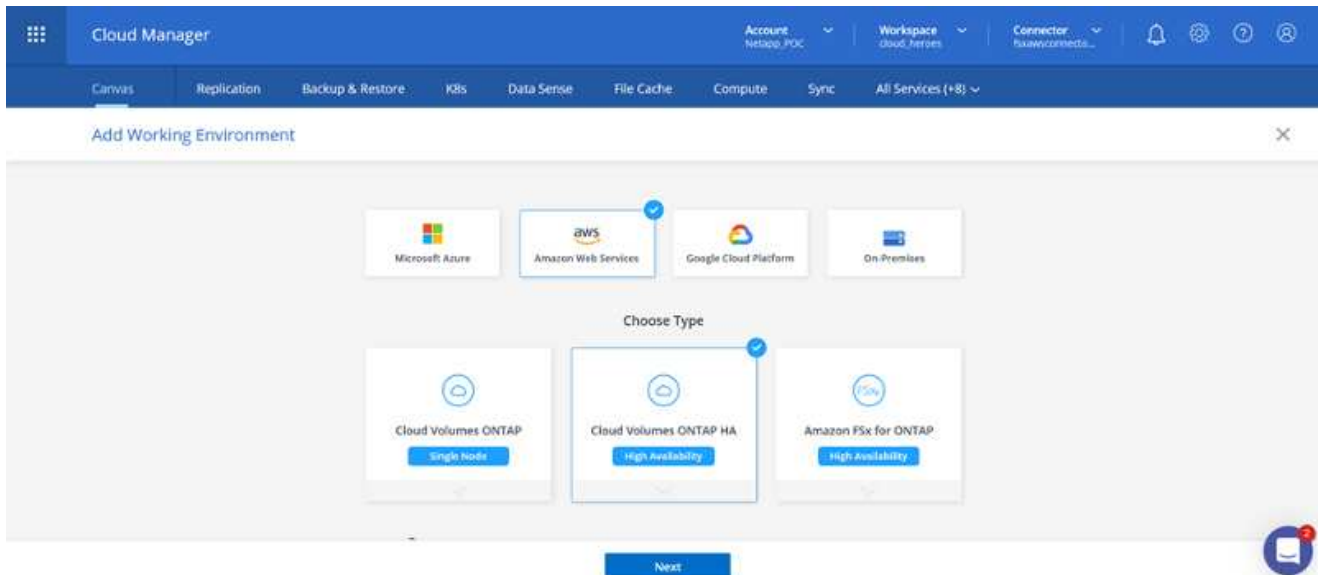 Cloud Manager
Account
Netapp_POC
Workspace
cloud_heroes
Connector
fsxawsconnecto...
Canvas Replication Backup & Restore K8s Data Sense File Cache Compute Sync All Services (+8)
Add Working Environment
Microsoft Azure
aws
Amazon Web Services
Google Cloud Platform
On-Premises
Choose Type
Cloud Volumes ONTAP
Single Node
Cloud Volumes ONTAP HA
High Availability
FSx
Amazon FSx for ONTAP
High Availability
Next
2